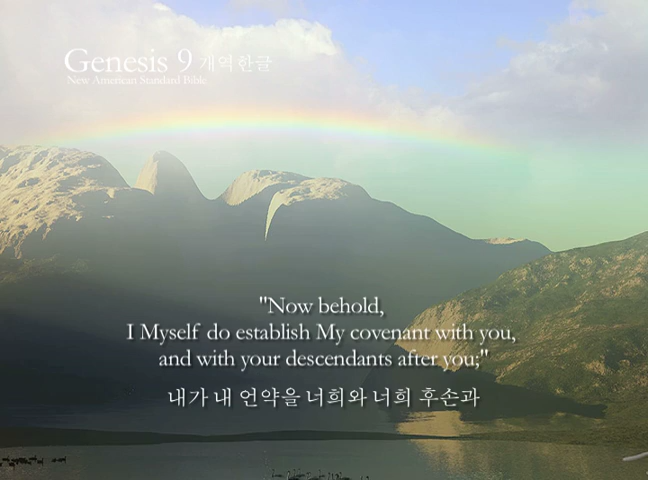 Genesis 9 개역한글
New American Standard Bible
"Now behold,
I Myself do establish My covenant with you,
and with your descendants after you;"
내가 내 언약을 너희와 너희 후손과